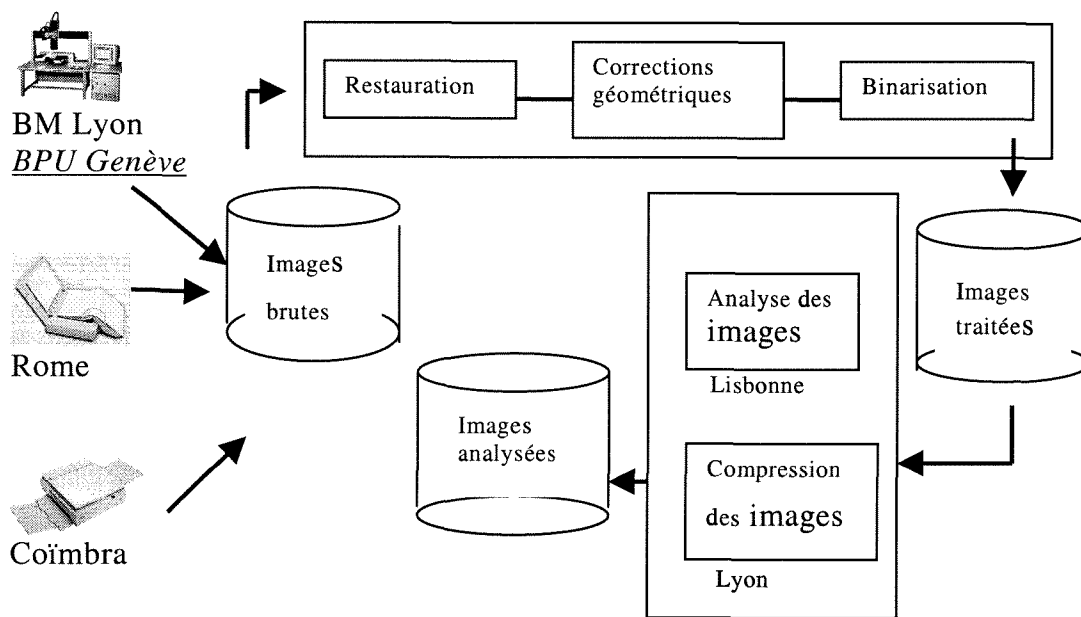 BM Lyon
BPU Genève
Rome
Coïmbra
Images
brutes
Restauration
Corrections
géométriques
Binarisation
Images
traitées
Analyse des
images
Lisbonne
Compression
des images
Lyon
Images
analysées